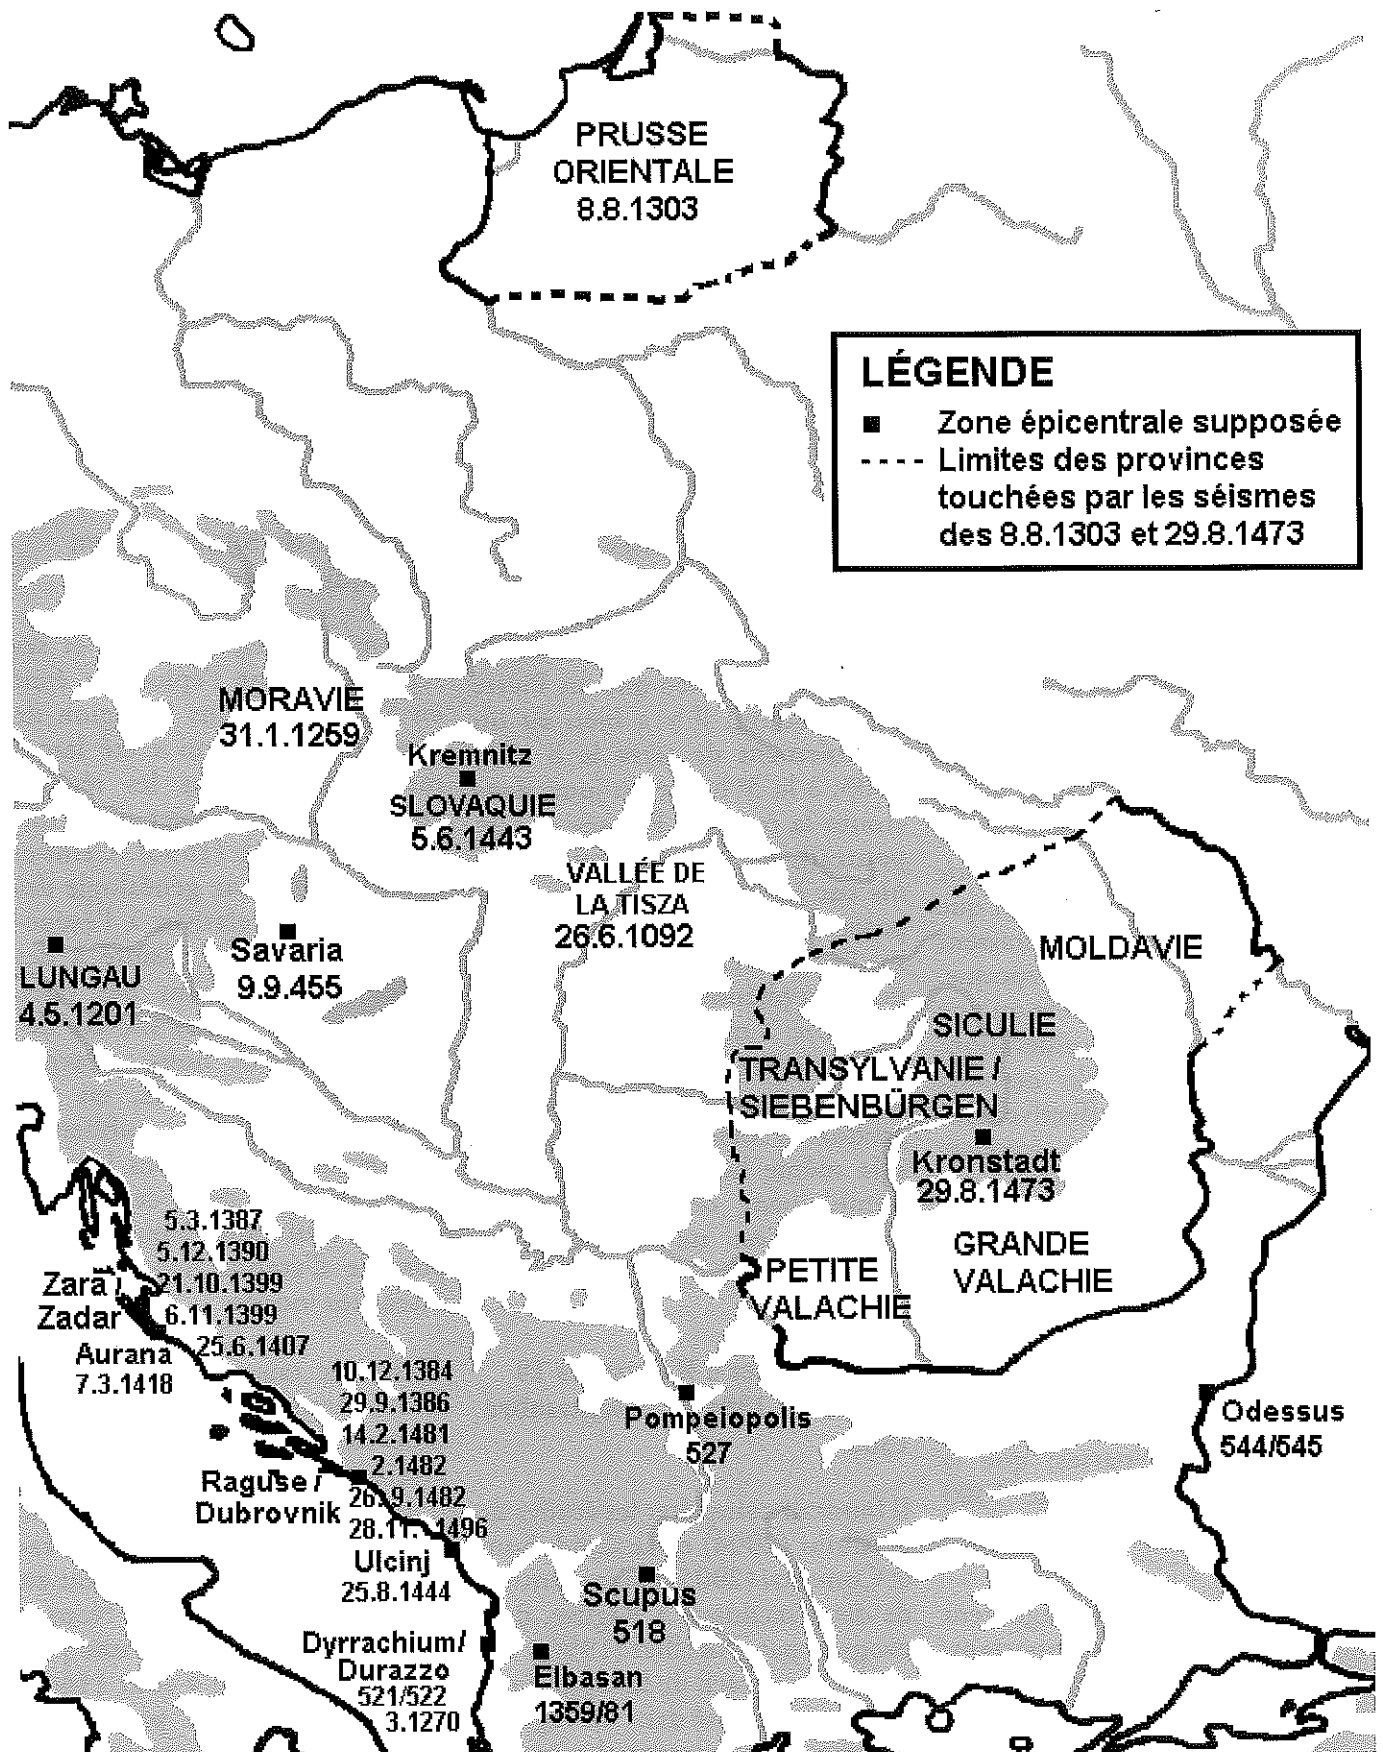 PRUSSE
ORIENTALE
8.8.1303
LÉGENDE
Zone épicentrale supposée
Limites des provinces
touchées par les séismes
des 8.8.1303 et 29.8.1473
MORAVIE
31.1.1259
Kremnitz
SLOVAQUIE
5.6.1443
VALLÉE DE
LA TISZA
26.6.1092
Savaria
9.9.455
LUNGAU
4.5.1201
MOLDAVIE
SICULIE
TRANSYLVANIE /
SIEBENBÜRGEN
Kronstadt
29.8.1473
GRANDE
VALACHIE
PETITE
VALACHIE
5.3.1387
5.12.1390
21.10.1399
6.11.1399
25.6.1407
Zara
Zadar
Aurana
7.3.1418
10.12.1384
29.9.1386
14.2.1481
2.1482
26.9.1482
28.11.1496
Raguse /
Dubrovnik
Ulcinj
25.8.1444
Pompeiopolis
527
Odessus
544/545
Scupus
518
Dyrrachium/
Durazzo
521/522
3.1270
Elbasan
1359/81